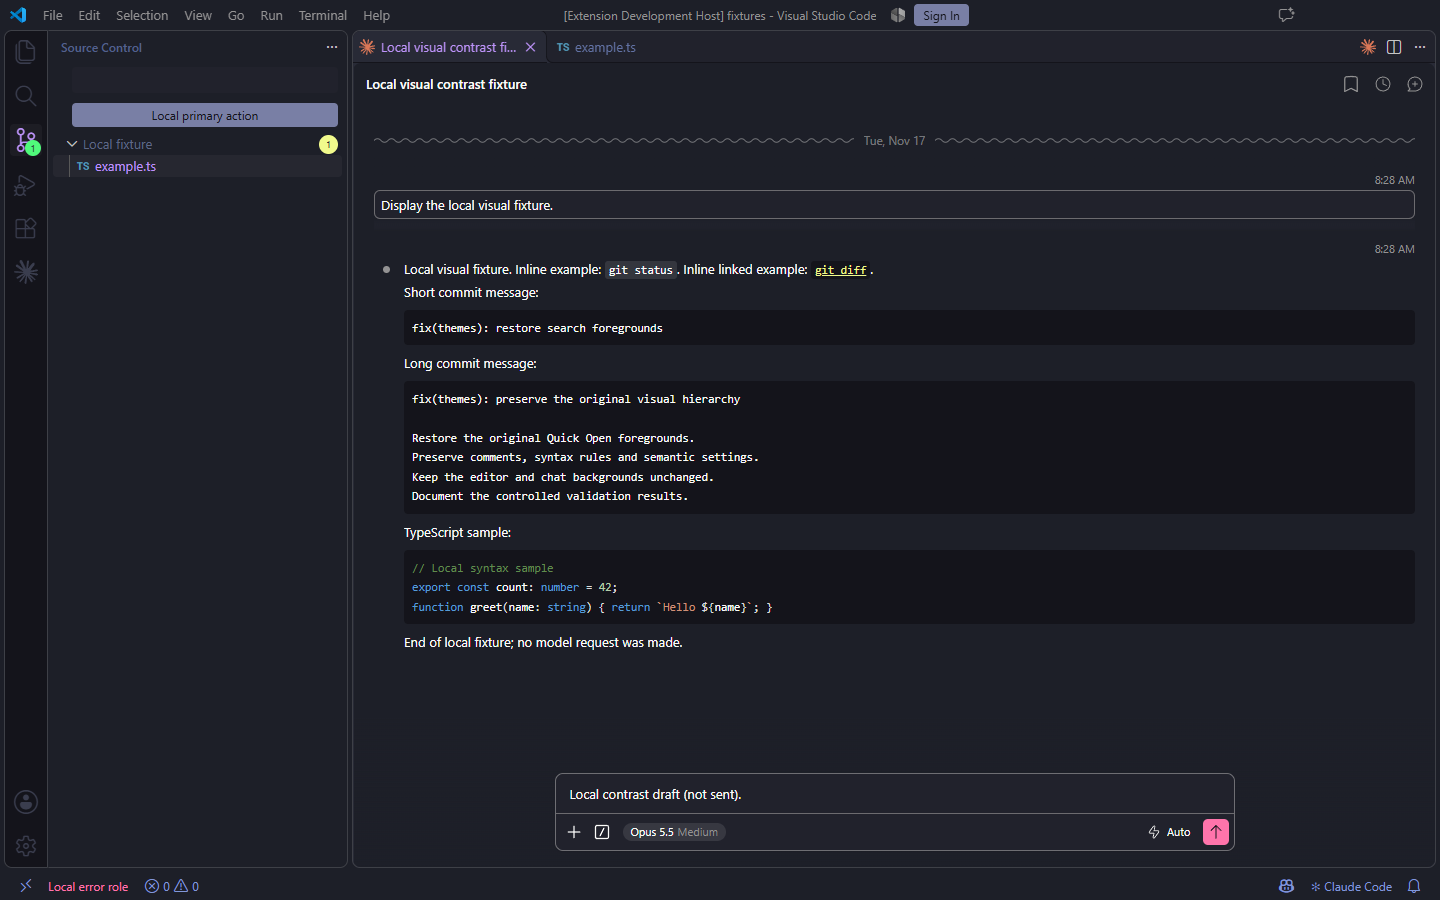 File Edit Selection View Go Run Terminal Help
[Extension Development Host] fixtures - Visual Studio Code
Sign In
Source Control
Local primary action
Local fixture
1
TS example.ts
1
Local visual contrast fi...
TS example.ts
Local visual contrast fixture
Tue, Nov 17
8:28 AM
Display the local visual fixture.
8:28 AM
Local visual fixture. Inline example: git status. Inline linked example: git diff.
Short commit message:
fix(themes): restore search foregrounds
Long commit message:
fix(themes): preserve the original visual hierarchy
Restore the original Quick Open foregrounds.
Preserve comments, syntax rules and semantic settings.
Keep the editor and chat backgrounds unchanged.
Document the controlled validation results.
TypeScript sample:
// Local syntax sample
export const count: number = 42;
function greet(name: string) { return `Hello ${name}`; }
End of local fixture; no model request was made.
Local contrast draft (not sent).
Opus 5.5 Medium
Auto
Local error role
0 0
Claude Code